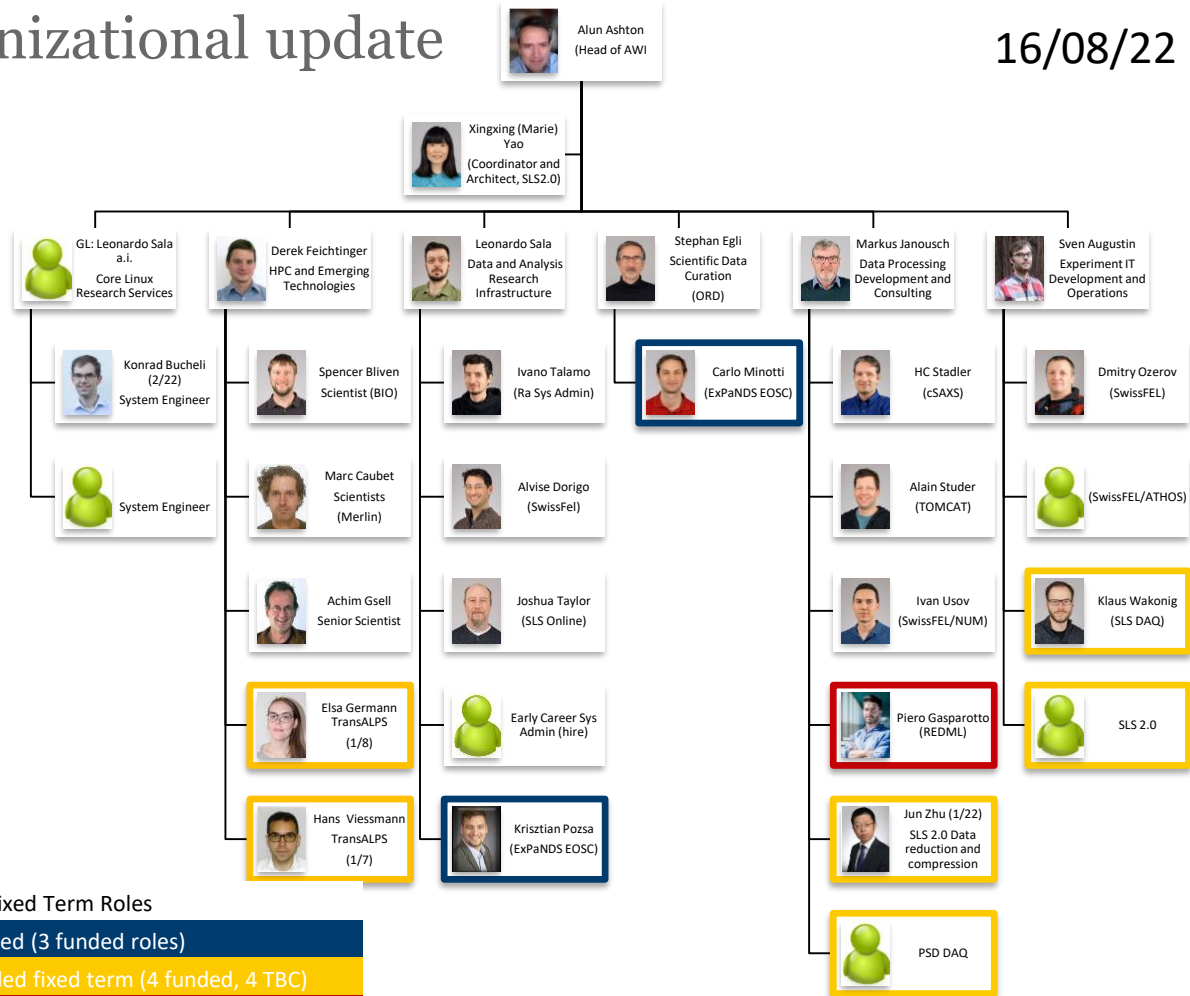 nizational update
16/08/22
Alun Ashton
(Head of AWI
Xingxing (Marie)
Yao
(Coordinator and
Architect, SLS2.0)
GL: Leonardo Sala
a.i.
Core Linux
Research Services
Derek Feichtinger
HPC and Emerging
Technologies
Leonardo Sala
Data and Analysis
Research
Infrastructure
Stephan Egli
Scientific Data
Curation
(ORD)
Markus Janousch
Data Processing
Development and
Consulting
Sven Augustin
Experiment IT
Development and
Operations
Konrad Bucheli
(2/22)
System Engineer
Spencer Bliven
Scientist (BIO)
Ivano Talamo
(Ra Sys Admin)
Carlo Minotti
(ExPaNDS EOSC)
HC Stadler
(cSAXS)
Dmitry Ozerov
(SwissFEL)
System Engineer
Marc Caubet
Scientists
(Merlin)
Alvise Dorigo
(SwissFel)
Alain Studer
(TOMCAT)
(SwissFEL/ATHOS)
Achim Gsell
Senior Scientist
Joshua Taylor
(SLS Online)
Ivan Usov
(SwissFEL/NUM)
Klaus Wakonig
(SLS DAQ)
Elsa Germann
TransALPS
(1/8)
Early Career Sys
Admin (hire)
Piero Gasparotto
(REDML)
SLS 2.0
Hans Viessmann
TransALPS
(1/7)
Krisztian Pozsa
(ExPaNDS EOSC)
Jun Zhu (1/22)
SLS 2.0 Data
reduction and
compression
PSD DAQ
ixed Term Roles
ed (3 funded roles)
led fixed term (4 funded, 4 TBC)